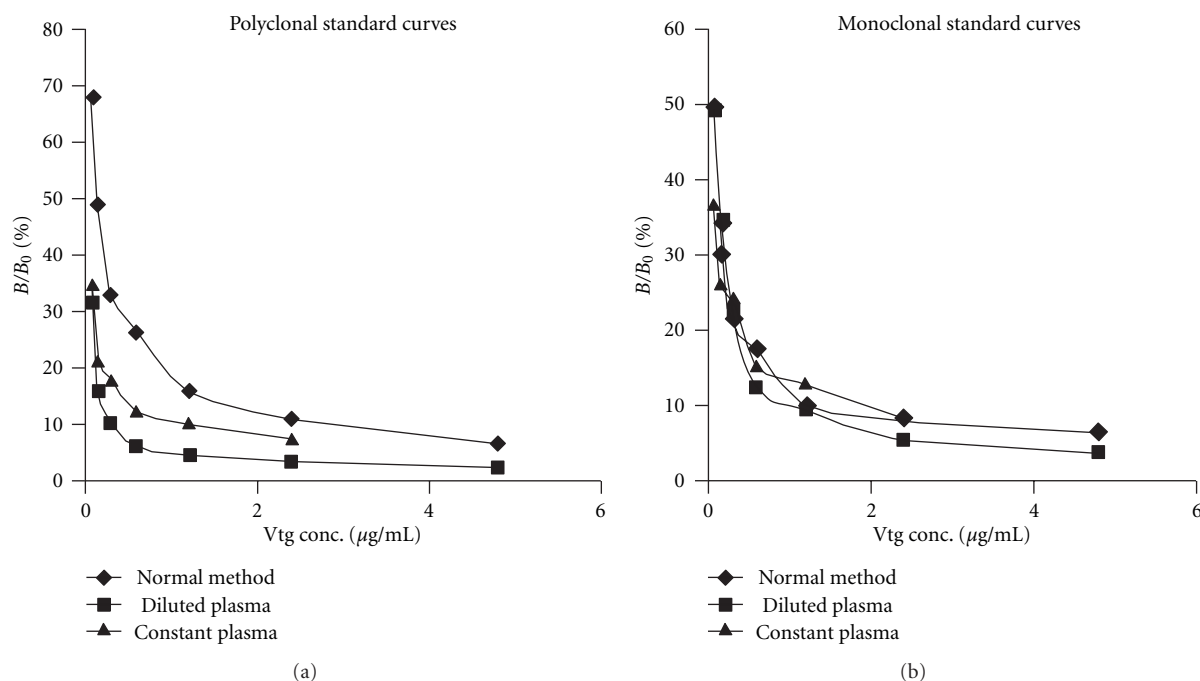 Polyclonal standard curves
80
70
60
50
40
30
20
10
0
B/B0 (%)
0
2
4
6
Vtg conc. (μg/mL)
Normal method
Diluted plasma
Constant plasma
(a)
Monoclonal standard curves
60
50
40
30
20
10
0
B/B0 (%)
0
2
4
6
Vtg conc. (μg/mL)
Normal method
Diluted plasma
Constant plasma
(b)